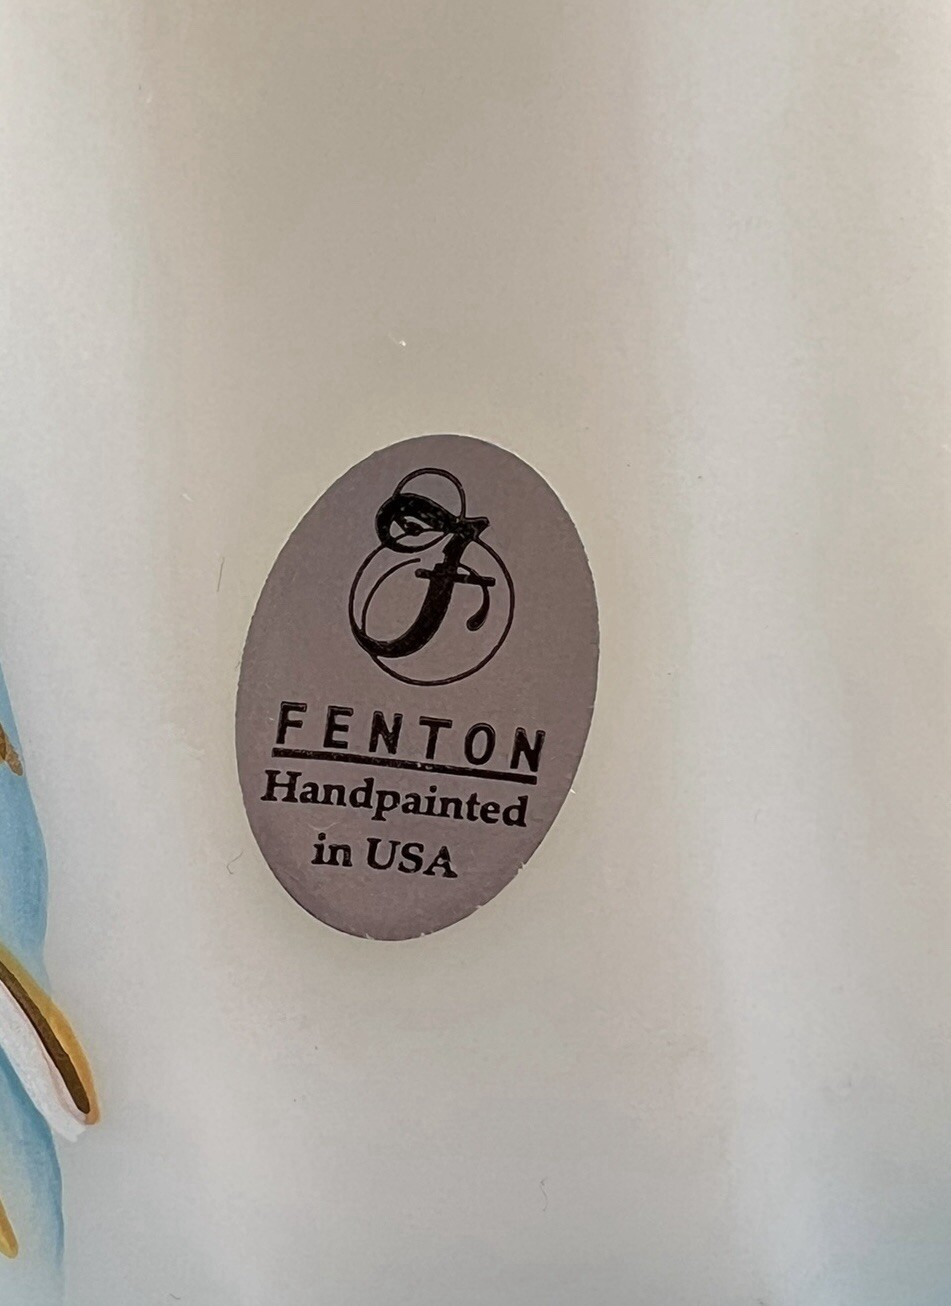 F
FENTON
Handpainted
in USA